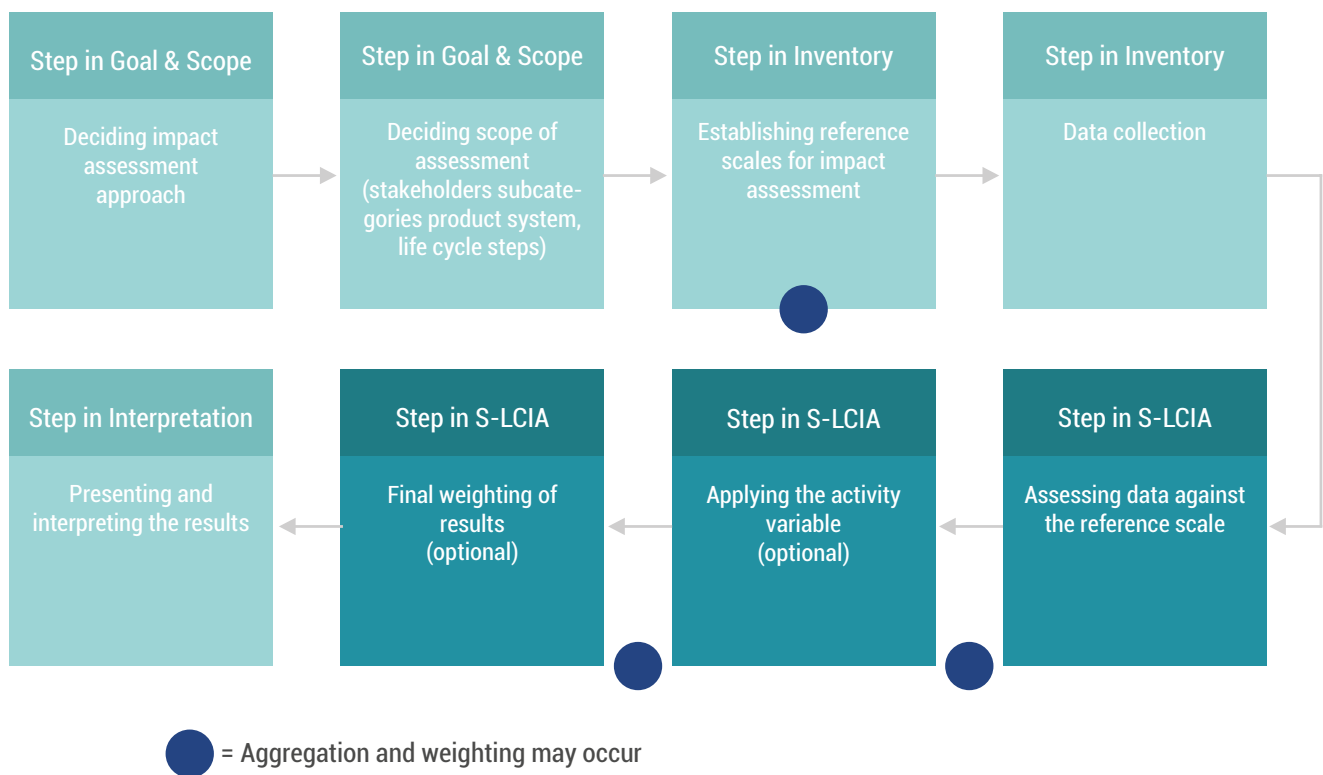 Step in Goal & Scope
Deciding impact
assessment
approach
Step in Goal & Scope
Deciding scope of
assessment
(stakeholders subcate-
gories product system,
life cycle steps)
Step in Inventory
Establishing reference
scales for impact
assessment
Step in Inventory
Data collection
Step in S-LCIA
Assessing data against
the reference scale
Step in S-LCIA
Applying the activity
variable
(optional)
Step in S-LCIA
Final weighting of
results
(optional)
Step in Interpretation
Presenting and
interpreting the results
= Aggregation and weighting may occur